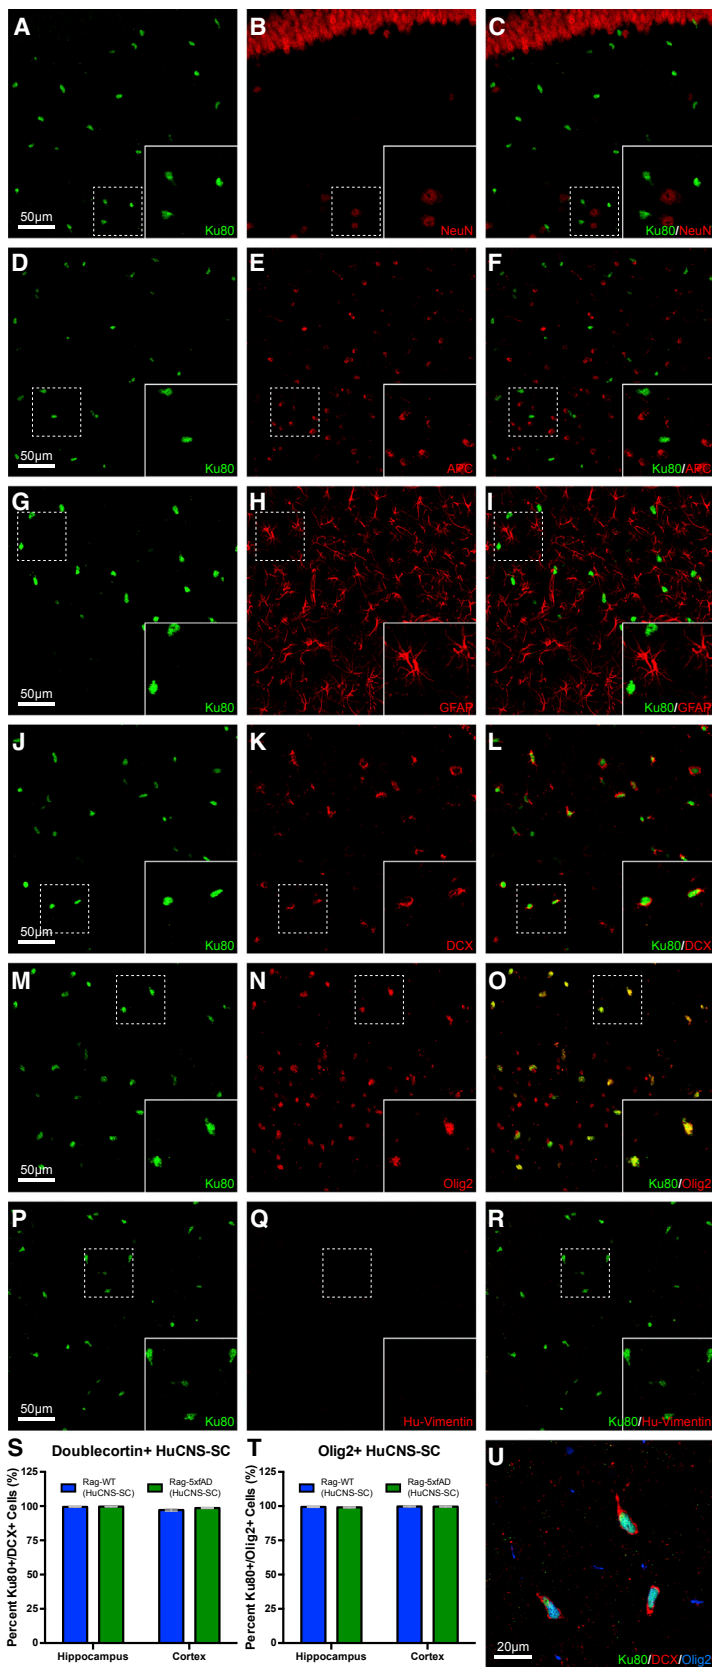 A
B
C
50µm
Ku80
NeuN
Ku80/NeuN
D
E
F
50µm
Ku80
APC
Ku80/APC
G
H
I
50µm
Ku80
GFAP
Ku80/GFAP
J
K
L
50µm
Ku80
DCX
Ku80/DCX
M
N
O
50µm
Ku80
Olig2
Ku80/Olig2
P
Q
R
50µm
Ku80
Hu-Vimentin
Ku80/Hu-Vimentin
S
Doublecortin+ HuCNS-SC
Percent Ku80+/DCX+ Cells (%)
125
100
75
50
25
0
Rag-WT
(HuCNS-SC)
Rag-5xfAD
(HuCNS-SC)
Hippocampus
Cortex
T
Olig2+ HuCNS-SC
Percent Ku80+/Olig2+ Cells (%)
125
100
75
50
25
0
Rag-WT
(HuCNS-SC)
Rag-5xfAD
(HuCNS-SC)
Hippocampus
Cortex
U
20µm
Ku80/DCX/Olig2